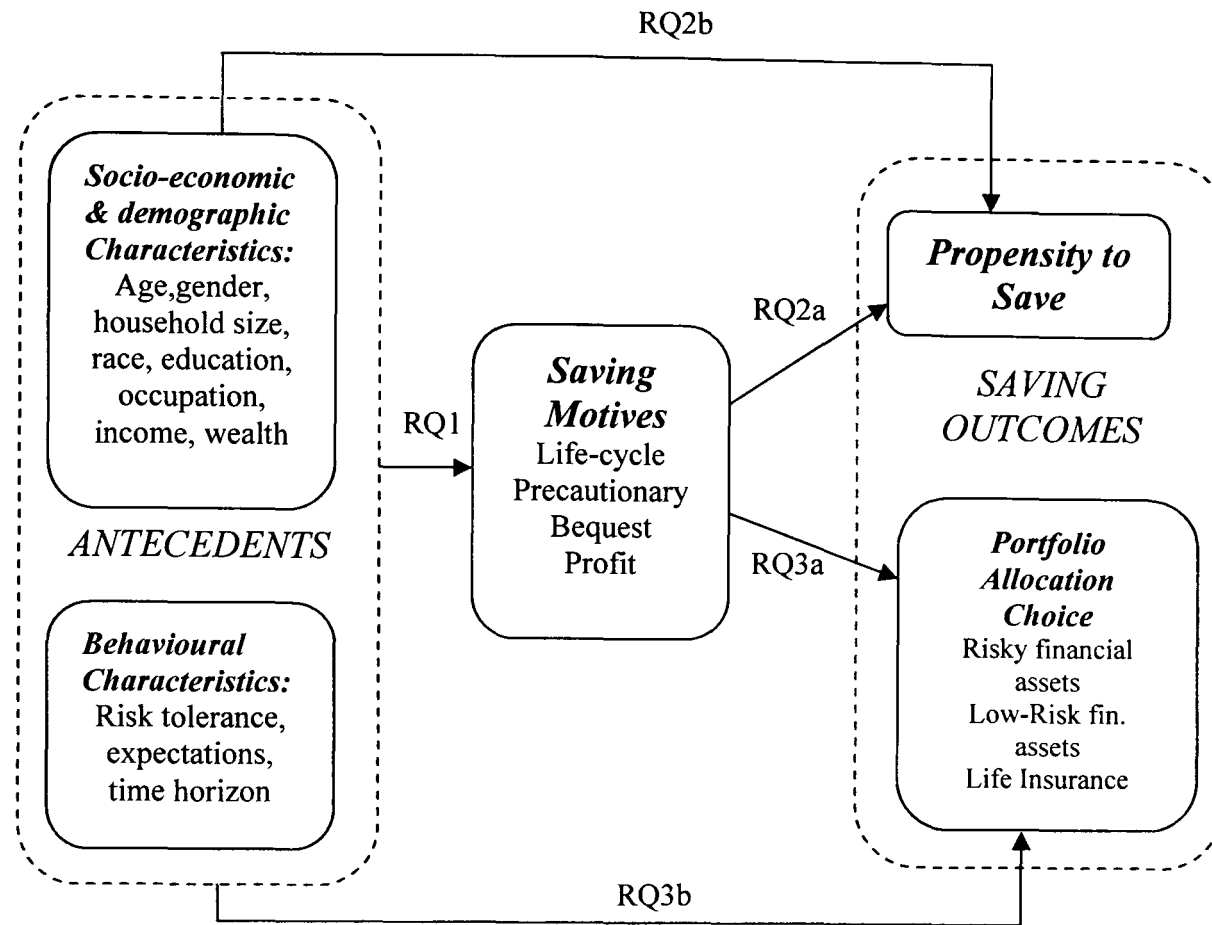 RQ2b
Socio-economic
& demographic
Characteristics:
Age,gender,
household size,
race, education,
occupation,
income, wealth
ANTECEDENTS
Behavioural
Characteristics:
Risk tolerance,
expectations,
time horizon
RQ1
Saving
Motives
Life-cycle
Precautionary
Bequest
Profit
RQ2a
RQ3a
Propensity to
Save
SAVING
OUTCOMES
Portfolio
Allocation
Choice
Risky financial
assets
Low-Risk fin.
assets
Life Insurance
RQ3b